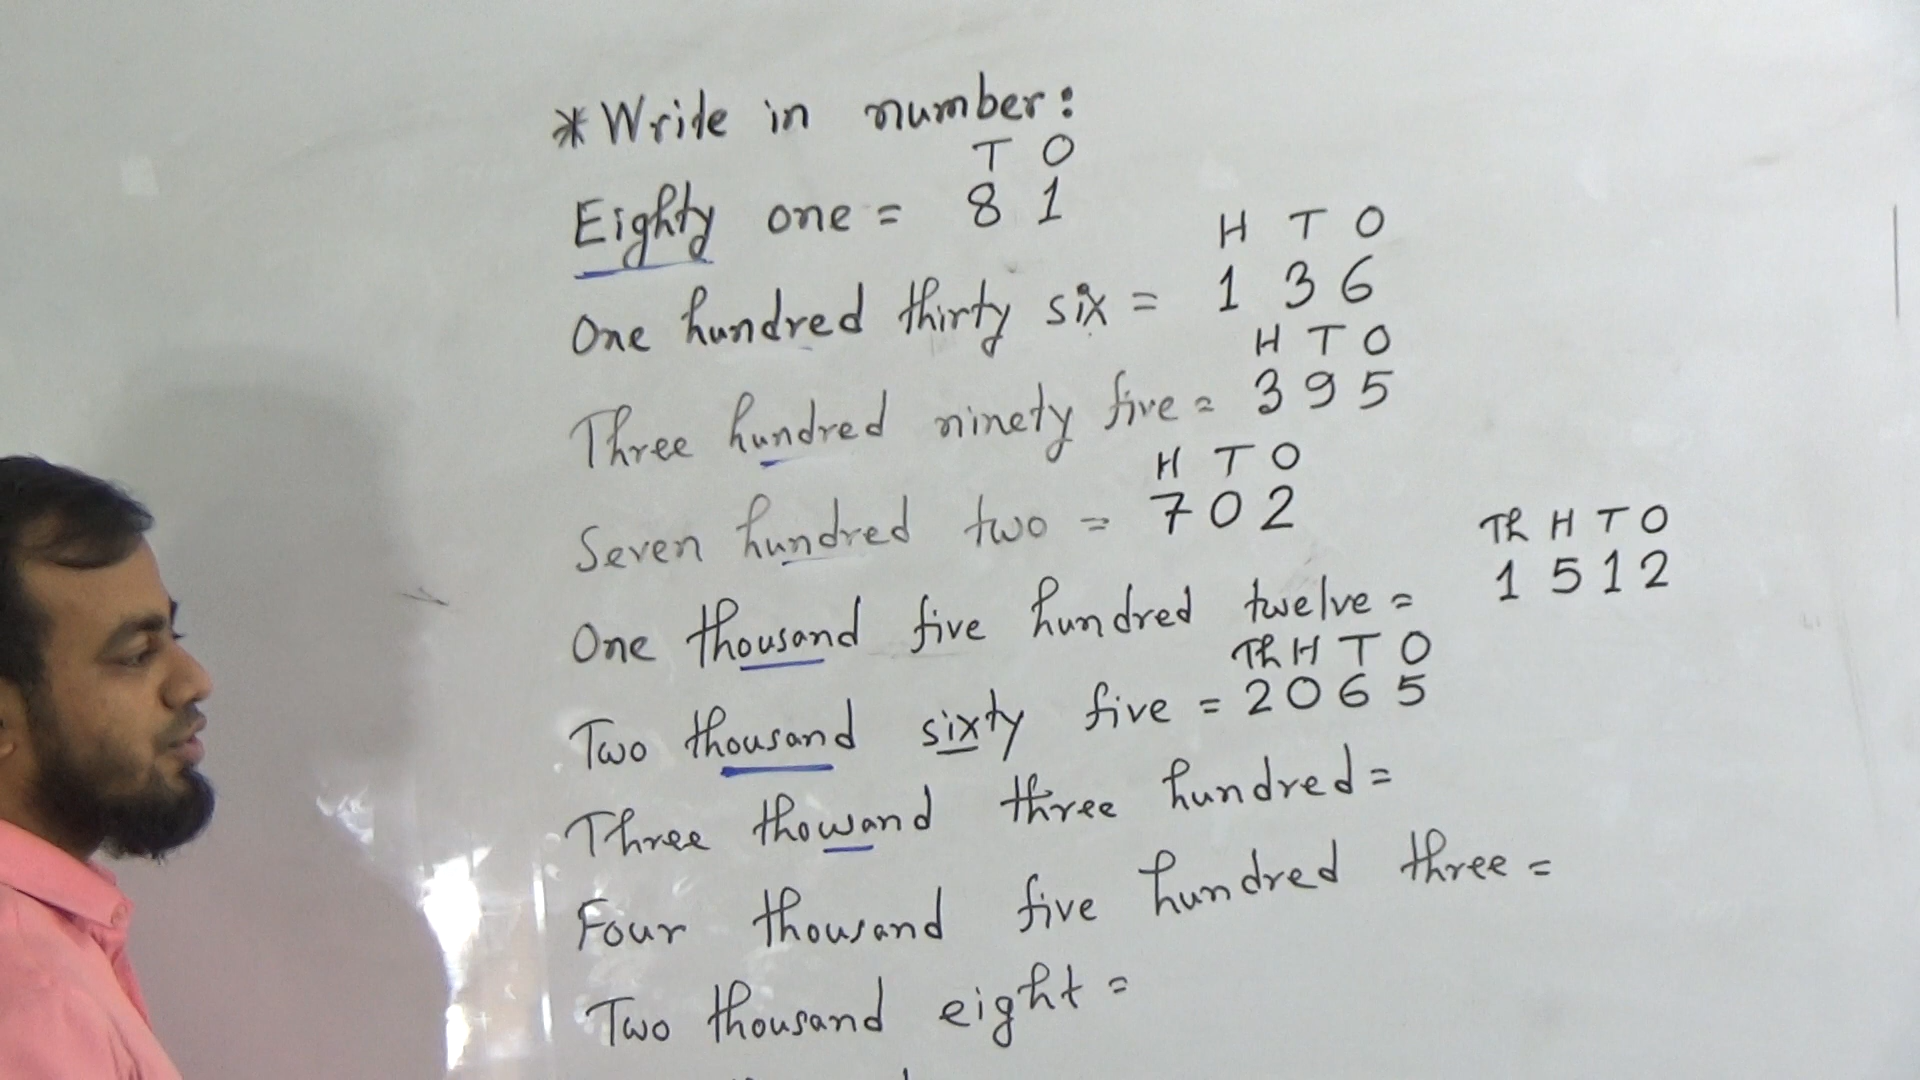 *Write in number:
T O
Eighty one = 8 1
H T O
One hundred thirty six = 1 3 6
H T O
Three hundred ninety five = 3 9 5
H T O
Seven hundred two = 7 0 2
Th H T O
One thousand five hundred twelve = 1 5 1 2
Th H T O
Two thousand sixty five = 2 0 6 5
Three thousand three hundred =
Four thousand five hundred three =
Two thousand eight =